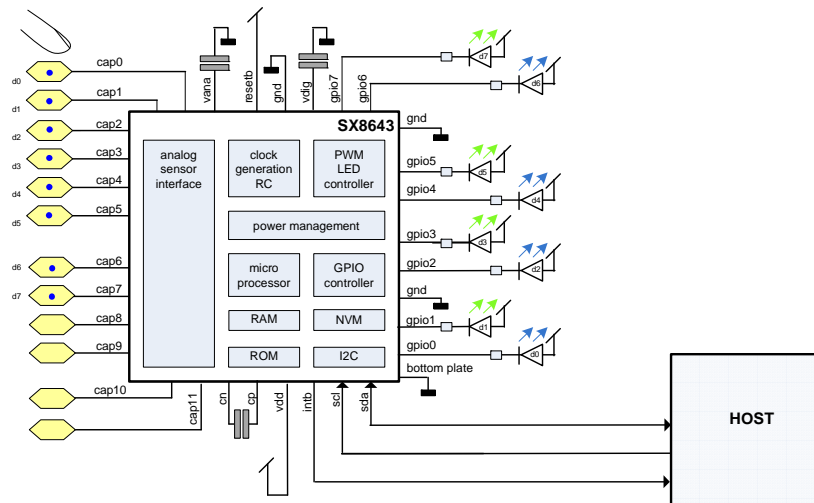 cap0
cap1
cap2
cap3
cap4
cap5
cap6
cap7
cap8
cap9
cap10
cap11
d0
d1
d2
d3
d4
d5
d6
d7
vana
resetb
gnd
vdig
gpio7
gpio6
SX8643
analog
sensor
interface
clock
generation
RC
PWM
LED
controller
power management
micro
processor
GPIO
controller
RAM
NVM
ROM
I2C
gnd
gpio5
gpio4
gpio3
gpio2
gnd
gpio1
gpio0
bottom plate
d7
d6
d5
d4
d3
d2
d1
d0
cn
cp
vdd
intb
scl
sda
HOST